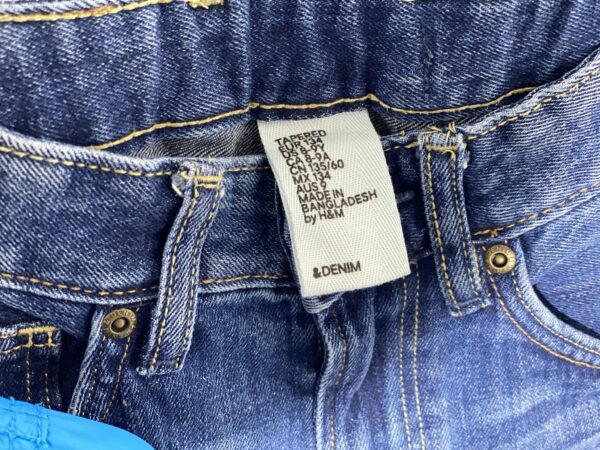 TAPERED
EUR 134
US 8-9Y
CA 8-9A
CN 135/60
MX 134
AUS 9
MADE IN
BANGLADESH
by H&M
&DENIM